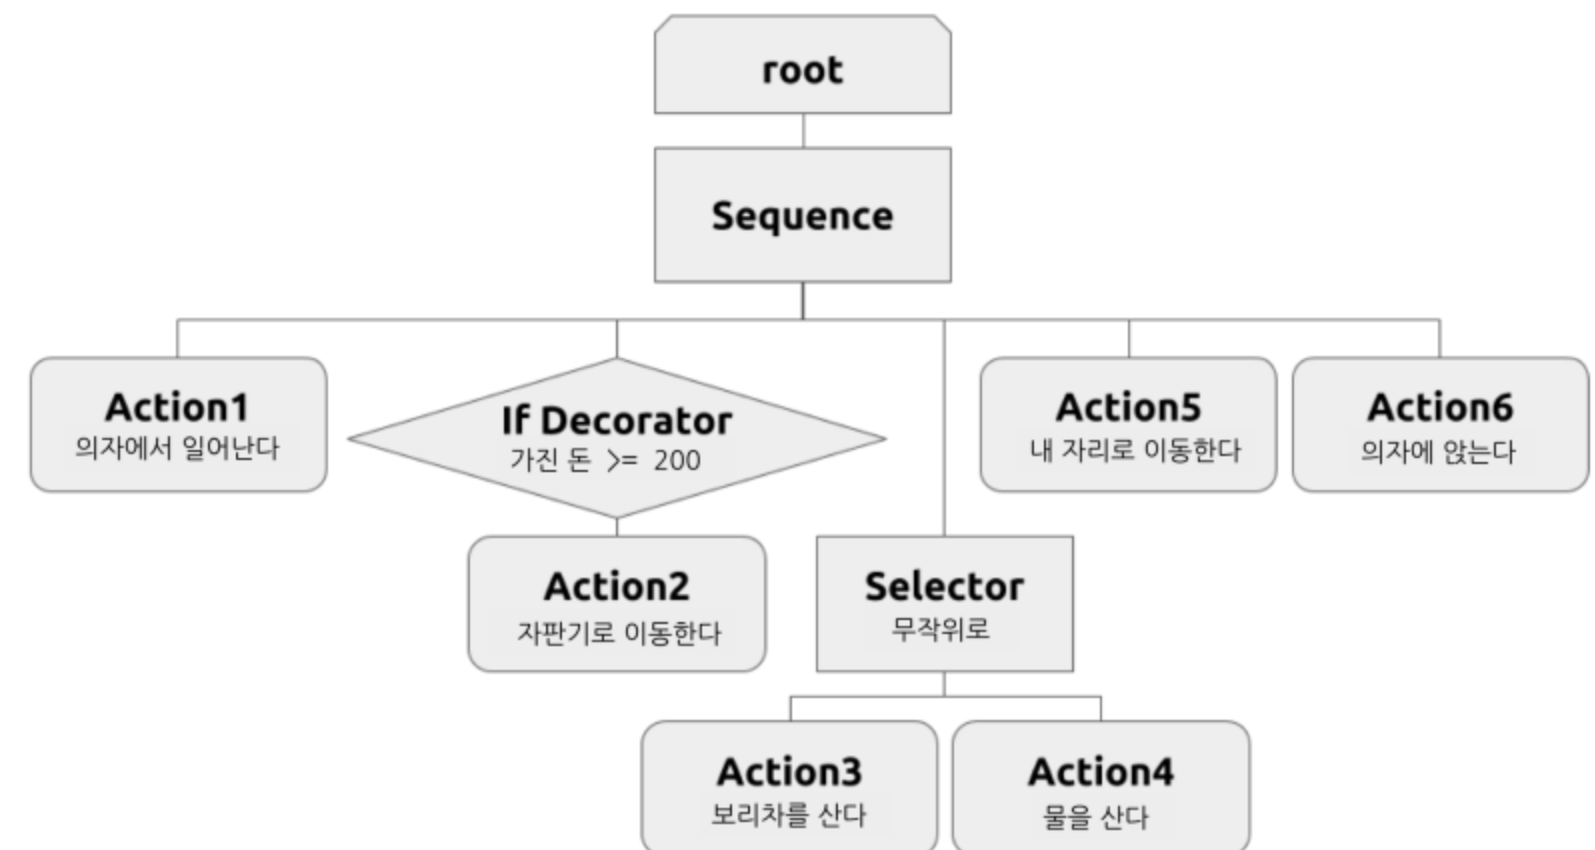 root
Sequence
Action1
의자에서 일어난다
If Decorator
가진 돈 >= 200
Action5
내 자리로 이동한다
Action6
의자에 앉는다
Action2
자판기로 이동한다
Selector
무작위로
Action3
보리차를 산다
Action4
물을 산다